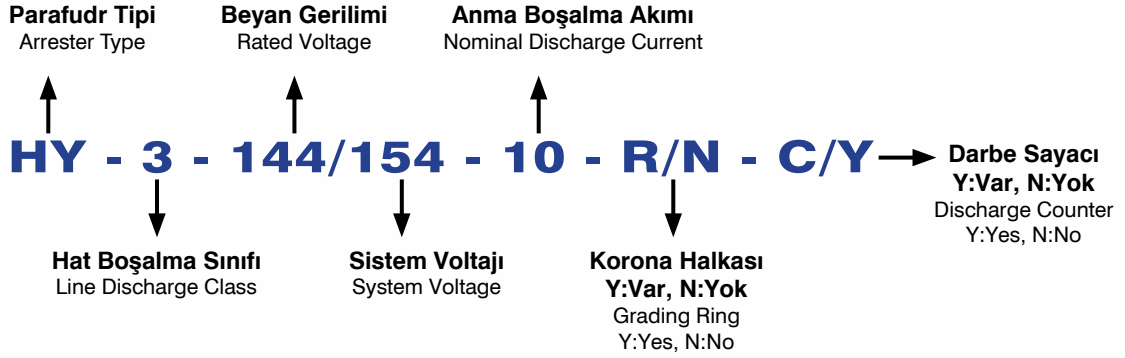 Parafudr Tipi
Arrester Type
Beyan Gerilimi
Rated Voltage
Anma Boşalma Akımı
Nominal Discharge Current
HY - 3 - 144/154 - 10 - R/N - C/Y
Darbe Sayacı
Y:Var, N:Yok
Discharge Counter
Y:Yes, N:No
Hat Boşalma Sınıfı
Line Discharge Class
Sistem Voltajı
System Voltage
Korona Halkası
Y:Var, N:Yok
Grading Ring
Y:Yes, N:No